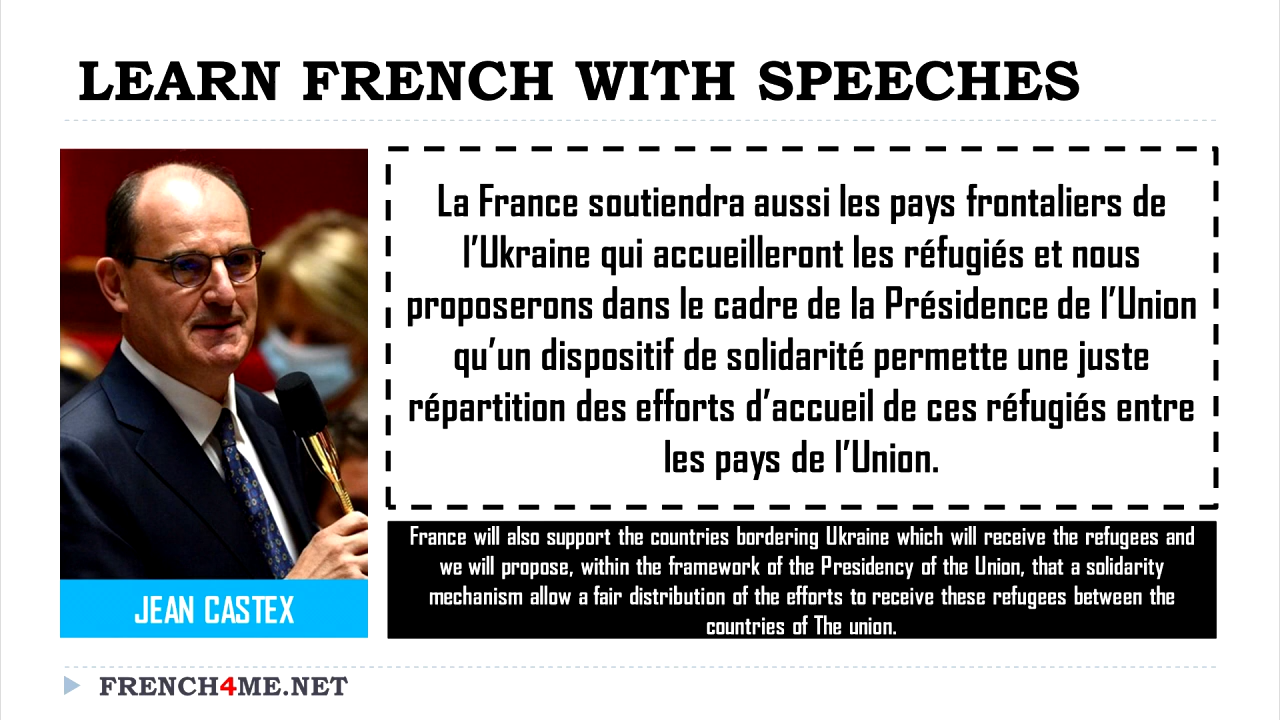 LEARN FRENCH WITH SPEECHES
La France soutiendra aussi les pays frontaliers de
l’Ukraine qui accueilleront les réfugiés et nous
proposerons dans le cadre de la Présidence de l’Union
qu’un dispositif de solidarité permette une juste
répartition des efforts d’accueil de ces réfugiés entre
les pays de l’Union.
France will also support the countries bordering Ukraine which will receive the refugees and
we will propose, within the framework of the Presidency of the Union, that a solidarity
mechanism allow a fair distribution of the efforts to receive these refugees between the
countries of The union.
JEAN CASTEX
FRENCH4ME.NET